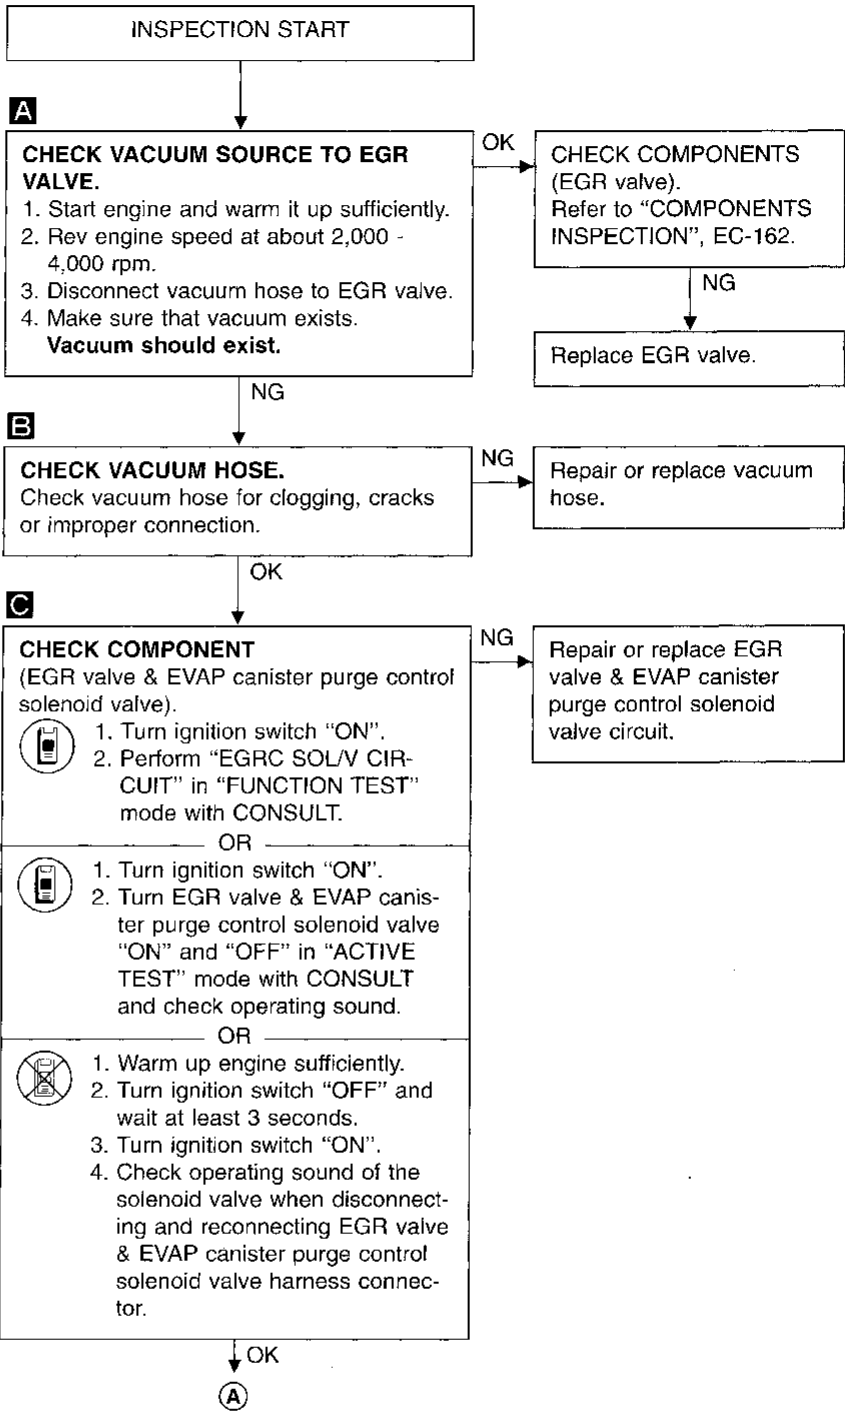 INSPECTION START
A
CHECK VACUUM SOURCE TO EGR
VALVE.
1. Start engine and warm it up sufficiently.
2. Rev engine speed at about 2,000 -
4,000 rpm.
3. Disconnect vacuum hose to EGR valve.
4. Make sure that vacuum exists.
Vacuum should exist.
OK
CHECK COMPONENTS
(EGR valve).
Refer to “COMPONENTS
INSPECTION”, EC-162.
NG
Replace EGR valve.
NG
B
CHECK VACUUM HOSE.
Check vacuum hose for clogging, cracks
or improper connection.
NG
Repair or replace vacuum
hose.
OK
C
CHECK COMPONENT
(EGR valve & EVAP canister purge control
solenoid valve).
1. Turn ignition switch “ON”.
2. Perform “EGRC SOL/V CIR-
CUIT” in “FUNCTION TEST”
mode with CONSULT.
OR
1. Turn ignition switch “ON”.
2. Turn EGR valve & EVAP canis-
ter purge control solenoid valve
“ON” and “OFF” in “ACTIVE
TEST” mode with CONSULT
and check operating sound.
OR
1. Warm up engine sufficiently.
2. Turn ignition switch “OFF” and
wait at least 3 seconds.
3. Turn ignition switch “ON”.
4. Check operating sound of the
solenoid valve when disconnect-
ing and reconnecting EGR valve
& EVAP canister purge control
solenoid valve harness connec-
tor.
NG
Repair or replace EGR
valve & EVAP canister
purge control solenoid
valve circuit.
OK
A